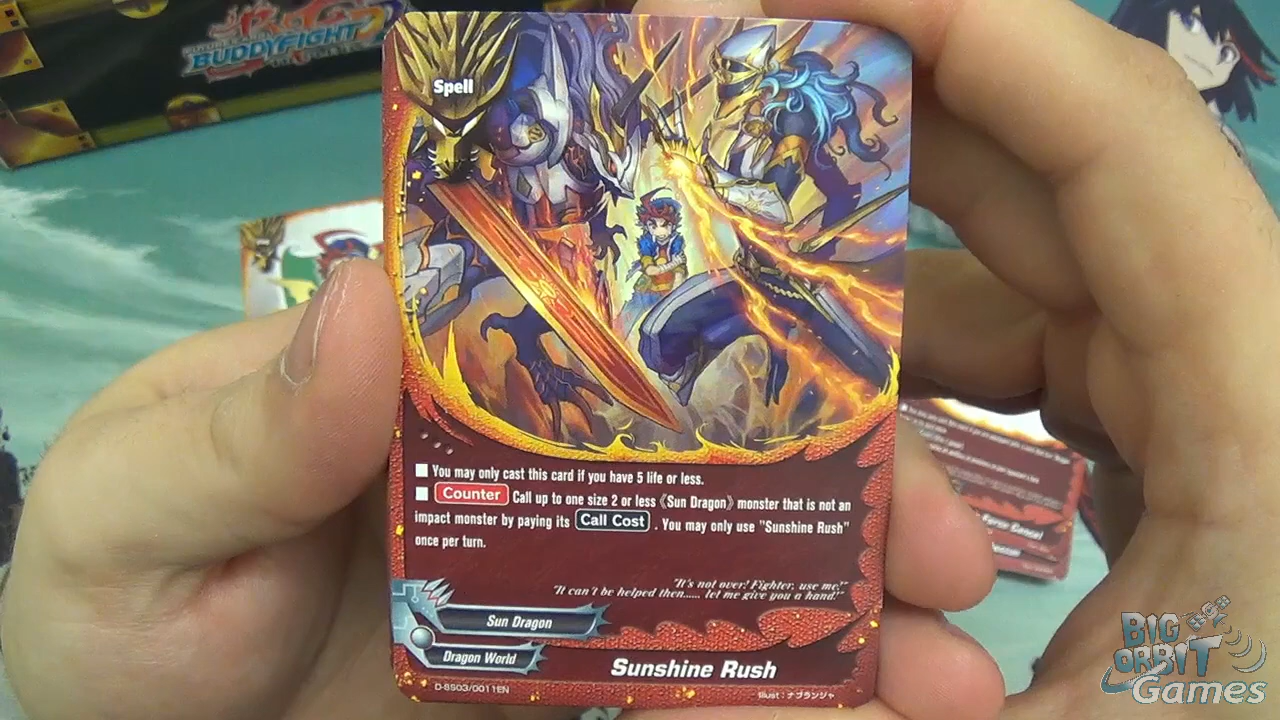 BUDDYFIGHT
Spell
■ You may only cast this card if you have 5 life or less.
■ Counter Call up to one size 2 or less《Sun Dragon》monster that is not an
impact monster by paying its Call Cost . You may only use "Sunshine Rush"
once per turn.
"It's not over! Fighter, use me!"
"It can't be helped then...... let me give you a hand!"
Sun Dragon
Dragon World
Sunshine Rush
D-SS03/0011EN
Illust：ナブランジャ
BIG
ORBIT
Games